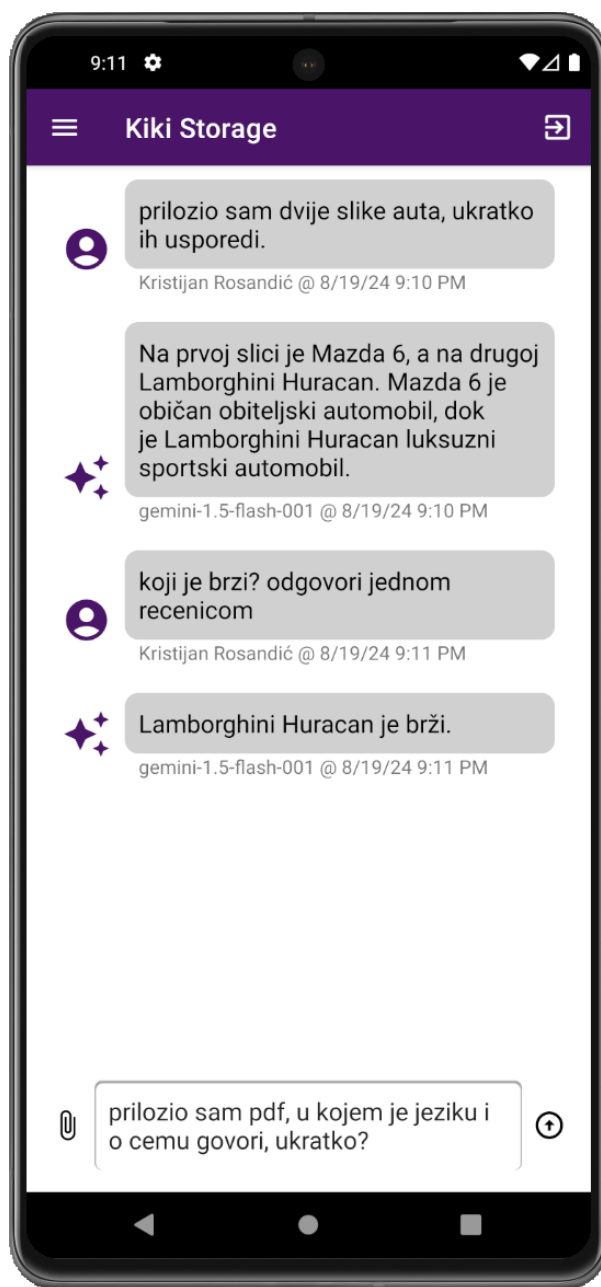 9:11
Kiki Storage
prilozio sam dvije slike auta, ukratko
ih usporedi.
Kristijan Rosandić @ 8/19/24 9:10 PM
Na prvoj slici je Mazda 6, a na drugoj
Lamborghini Huracan. Mazda 6 je
običan obiteljski automobil, dok
je Lamborghini Huracan luksuzni
sportski automobil.
gemini-1.5-flash-001 @ 8/19/24 9:10 PM
koji je brzi? odgovori jednom
recenicom
Kristijan Rosandić @ 8/19/24 9:11 PM
Lamborghini Huracan je brži.
gemini-1.5-flash-001 @ 8/19/24 9:11 PM
prilozio sam pdf, u kojem je jeziku i
o cemu govori, ukratko?